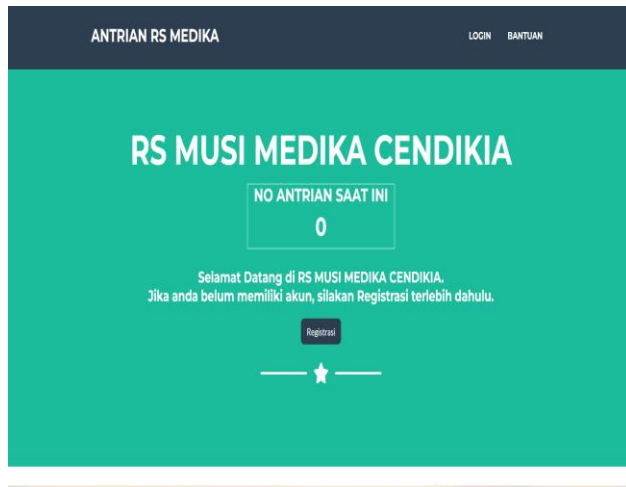 ANTRIAN RS MEDIKA
LOGIN BANTUAN
RS MUSI MEDIKA CENDIKIA
NO ANTRIAN SAAT INI
0
Selamat Datang di RS MUSI MEDIKA CENDIKIA.
Jika anda belum memiliki akun, silakan Registrasi terlebih dahulu.
Registrasi